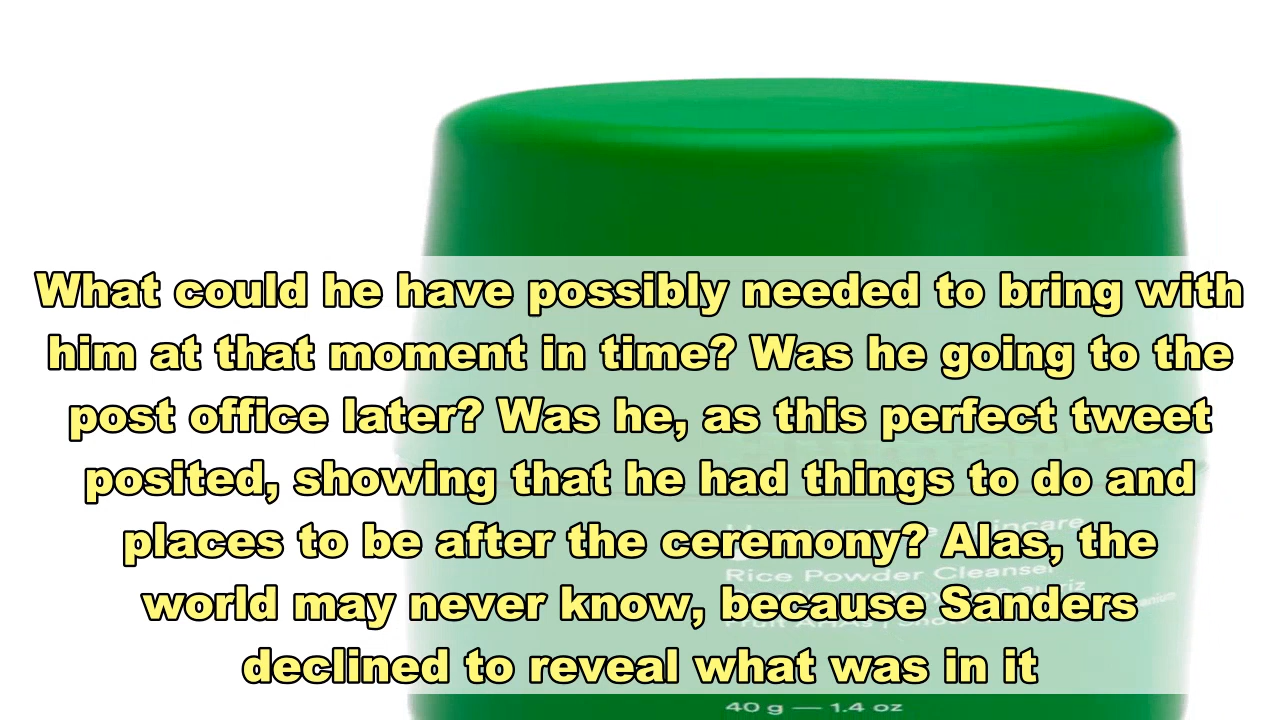 What could he have possibly needed to bring with
him at that moment in time? Was he going to the
post office later? Was he, as this perfect tweet
posited, showing that he had things to do and
places to be after the ceremony? Alas, the
world may never know, because Sanders
declined to reveal what was in it
Skincare
Rice Powder Cleanser
Fruit AHAs |
40 g — 1.4 oz